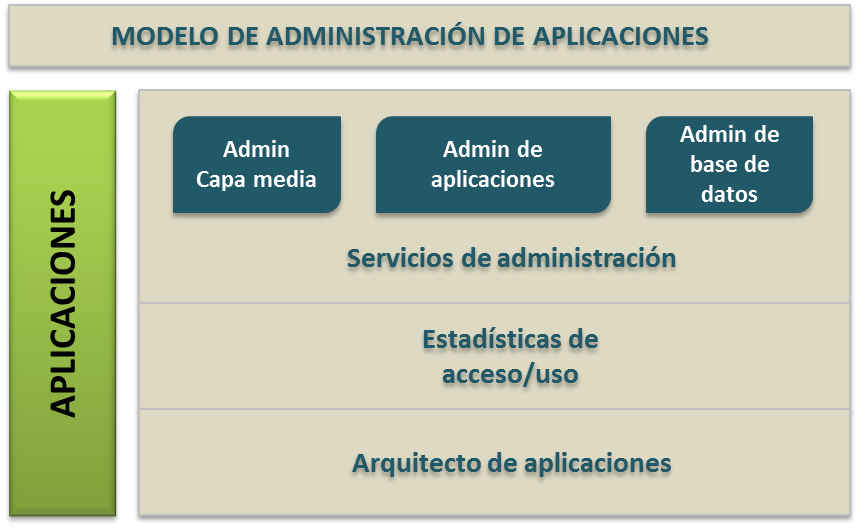 MODELO DE ADMINISTRACIÓN DE APLICACIONES
APLICACIONES
Admin
Capa media
Admin de
aplicaciones
Admin de
base de
datos
Servicios de administración
Estadísticas de
acceso/uso
Arquitecto de aplicaciones